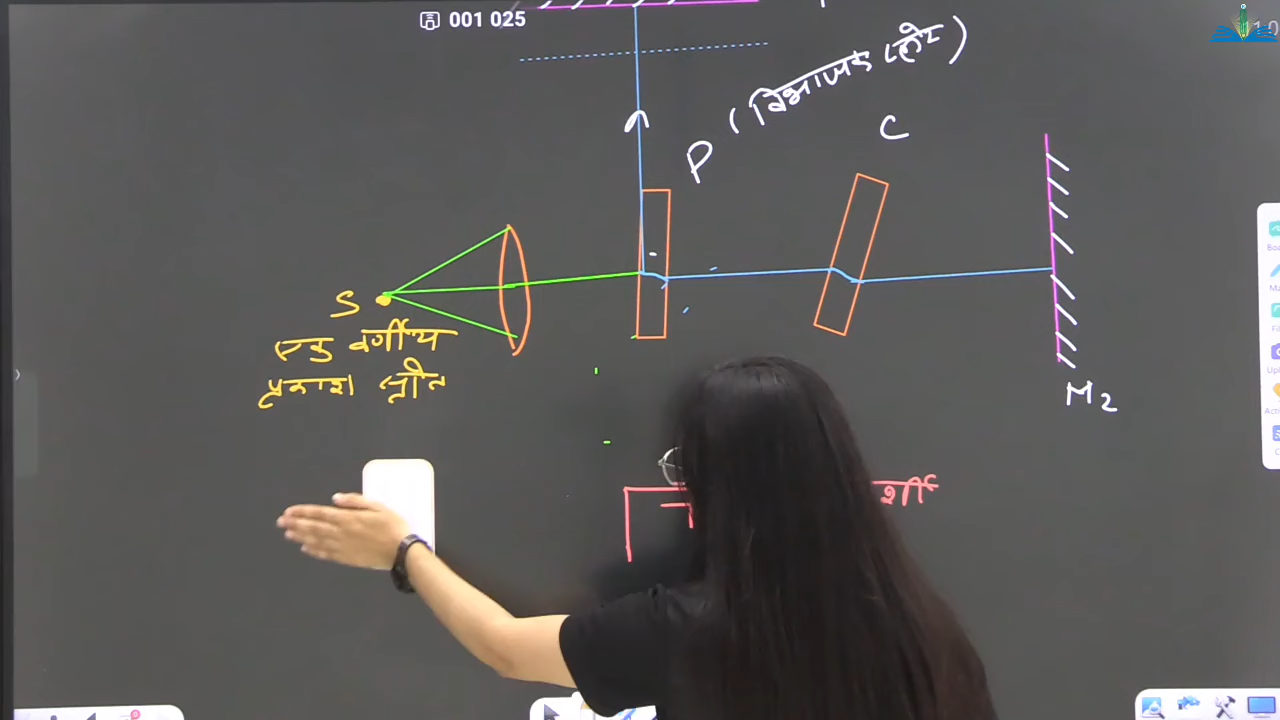 001 025
P (विभाजक प्लेट)
C
S
एक वर्णीय
प्रकाश स्रोत
M2